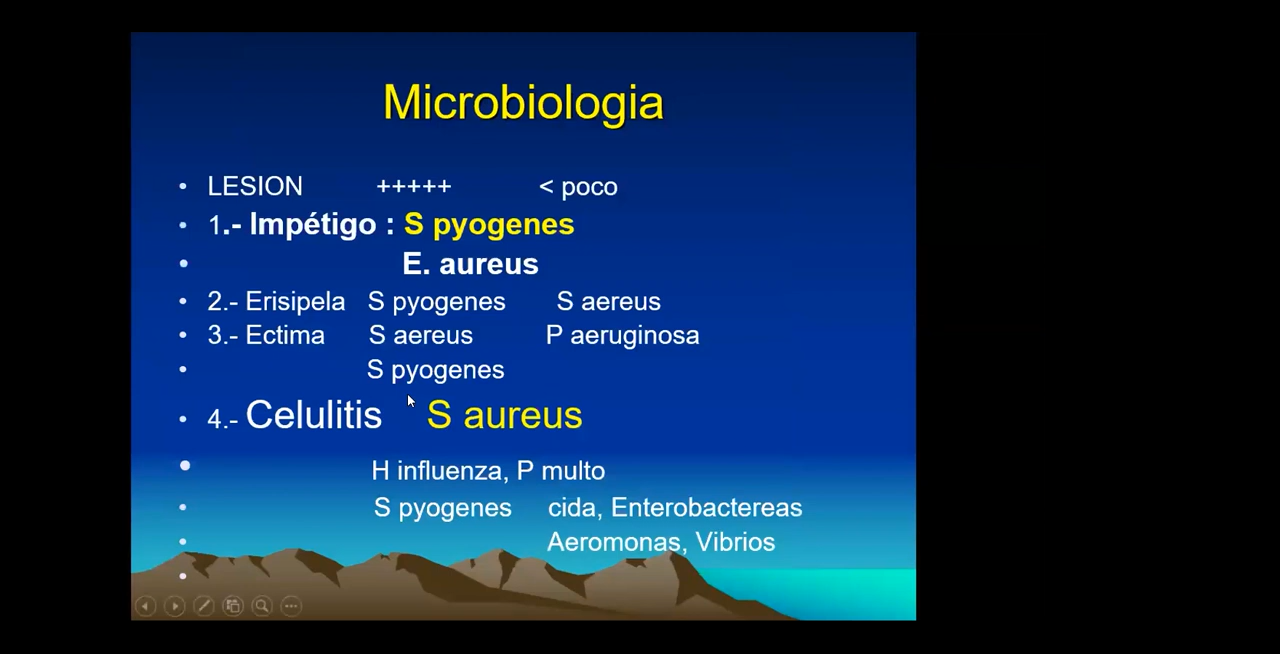 Microbiologia
• LESION +++++ < poco
• 1.- Impétigo : S pyogenes
• E. aureus
• 2.- Erisipela S pyogenes S aereus
• 3.- Ectima S aereus P aeruginosa
• S pyogenes
• 4.- Celulitis S aureus
• H influenza, P multo
• S pyogenes cida, Enterobactereas
• Aeromonas, Vibrios
•